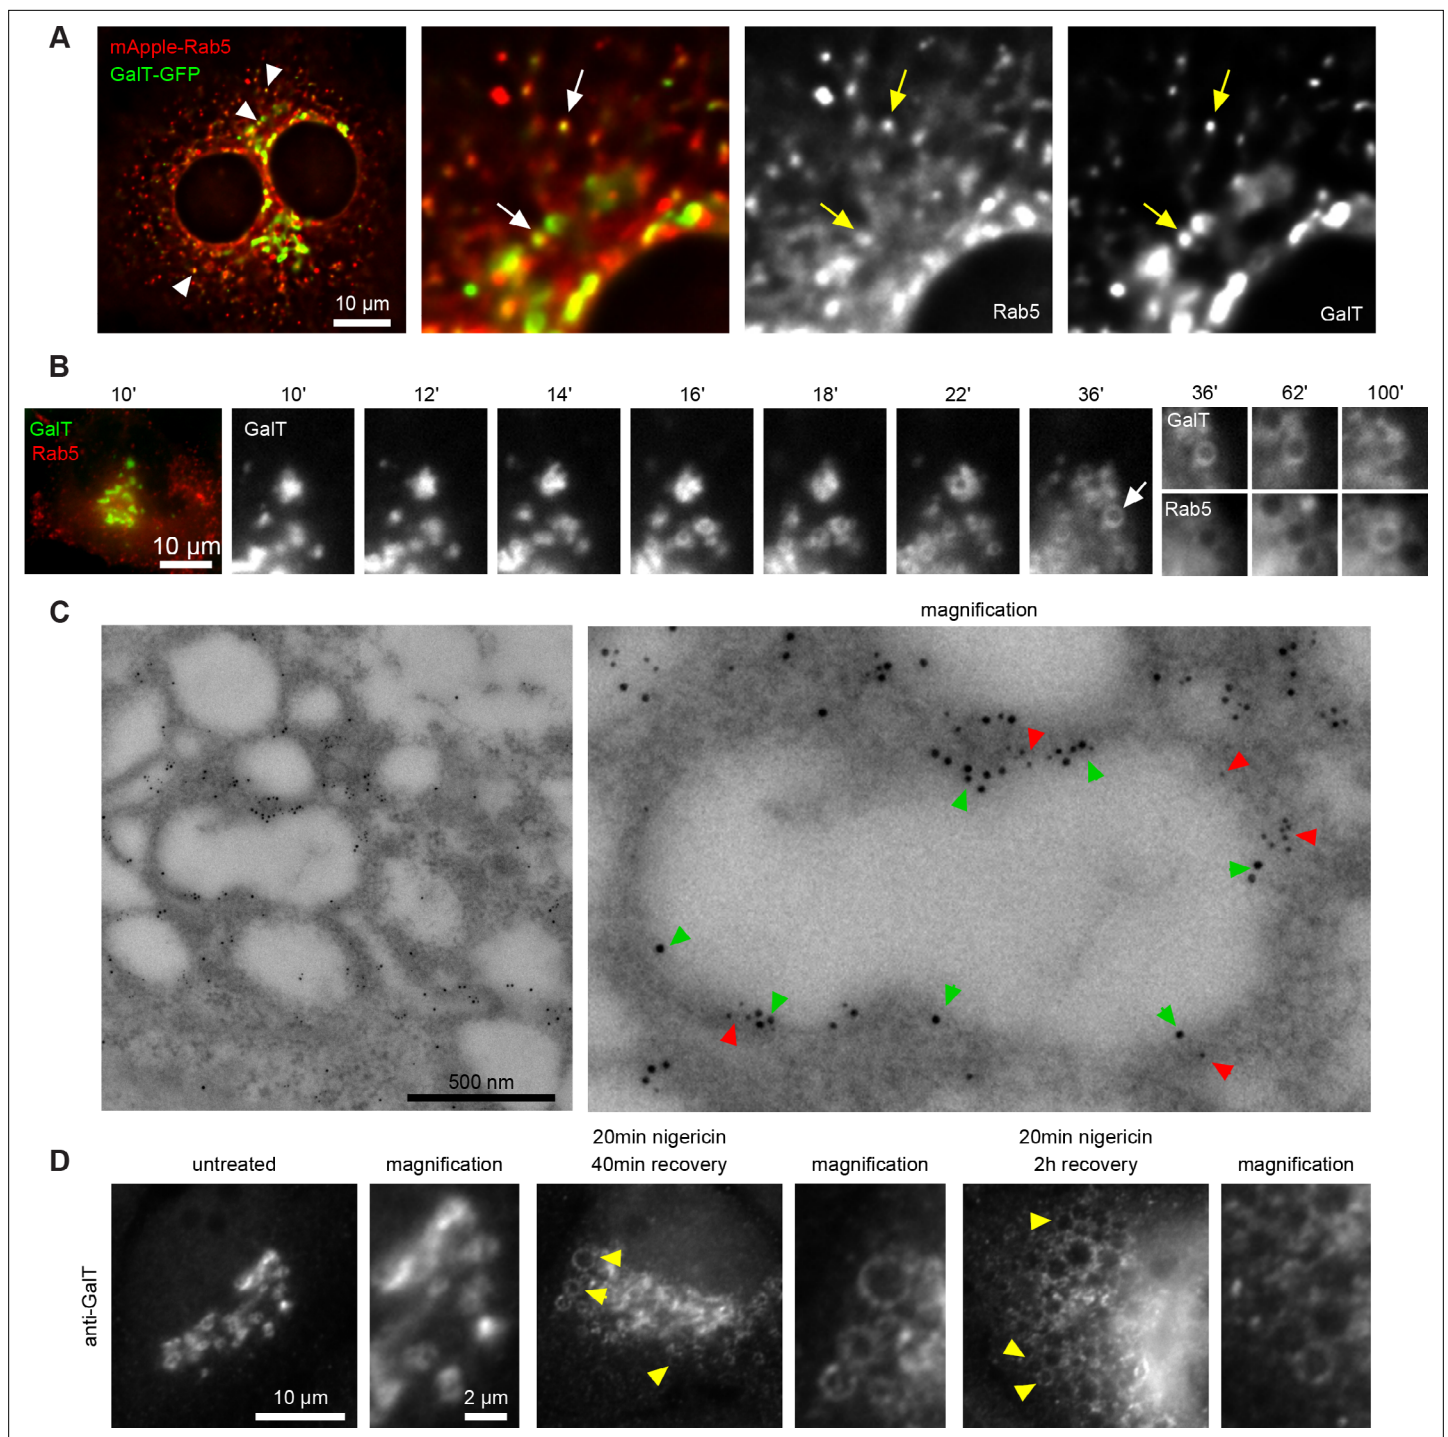 A
mApple-Rab5
GalT-GFP
10 µm
Rab5
GalT
B
10'
10'
12'
14'
16'
18'
22'
36'
36'
62'
100'
GalT
Rab5
10 µm
GalT
GalT
Rab5
C
magnification
500 nm
D
untreated
magnification
20min nigericin
40min recovery
magnification
20min nigericin
2h recovery
magnification
anti-GalT
10 µm
2 µm